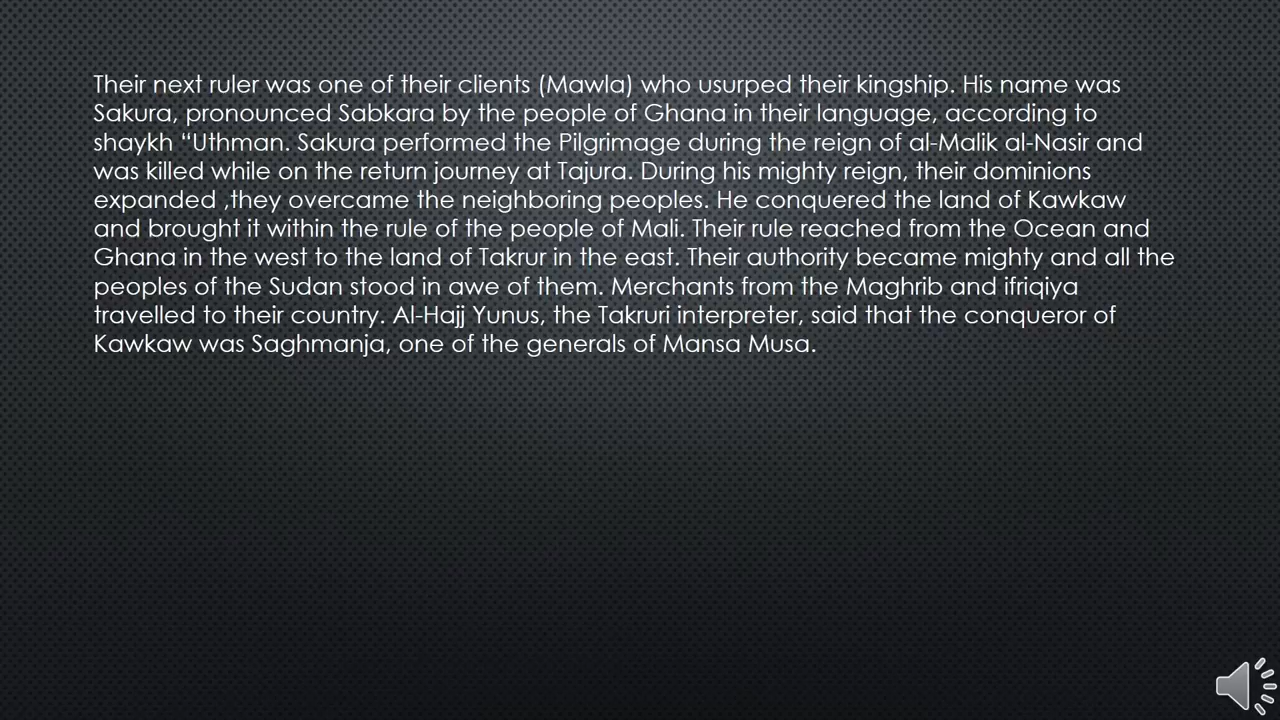 Their next ruler was one of their clients (Mawla) who usurped their kingship. His name was
Sakura, pronounced Sabkara by the people of Ghana in their language, according to
shaykh “Uthman. Sakura performed the Pilgrimage during the reign of al-Malik al-Nasir and
was killed while on the return journey at Tajura. During his mighty reign, their dominions
expanded ,they overcame the neighboring peoples. He conquered the land of Kawkaw
and brought it within the rule of the people of Mali. Their rule reached from the Ocean and
Ghana in the west to the land of Takrur in the east. Their authority became mighty and all the
peoples of the Sudan stood in awe of them. Merchants from the Maghrib and ifriqiya
travelled to their country. Al-Hajj Yunus, the Takruri interpreter, said that the conqueror of
Kawkaw was Saghmanja, one of the generals of Mansa Musa.